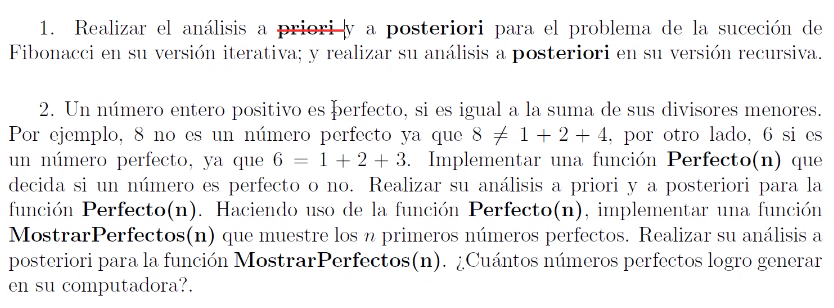 1. Realizar el análisis a priori y a posteriori para el problema de la suceción de
Fibonacci en su versión iterativa; y realizar su análisis a posteriori en su versión recursiva.
2. Un número entero positivo es perfecto, si es igual a la suma de sus divisores menores.
Por ejemplo, 8 no es un número perfecto ya que 8 ≠ 1 + 2 + 4, por otro lado, 6 si es
un número perfecto, ya que 6 = 1 + 2 + 3. Implementar una función Perfecto(n) que
decida si un número es perfecto o no. Realizar su análisis a priori y a posteriori para la
función Perfecto(n). Haciendo uso de la función Perfecto(n), implementar una función
MostrarPerfectos(n) que muestre los n primeros números perfectos. Realizar su análisis a
posteriori para la función MostrarPerfectos(n). ¿Cuántos números perfectos logro generar
en su computadora?.